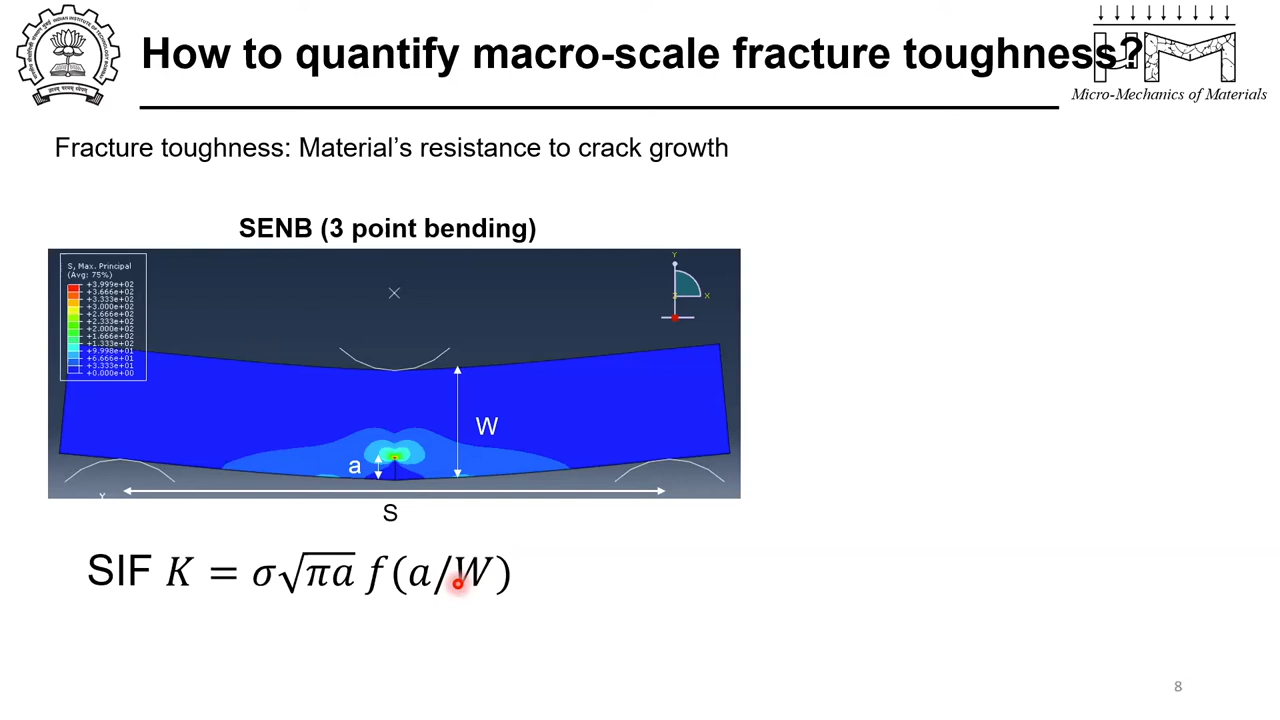 How to quantify macro-scale fracture toughness?
Micro-Mechanics of Materials
Fracture toughness: Material's resistance to crack growth
SENB (3 point bending)
S, Max. Principal
(Avg: 75%)
+3.999e+02
+3.666e+02
+3.333e+02
+3.000e+02
+2.666e+02
+2.333e+02
+2.000e+02
+1.666e+02
+1.333e+02
+9.998e+01
+6.666e+01
+3.333e+01
+0.000e+00
Y
Z
X
W
a
Y
S
SIF K = σ√πa f(a/W)
8